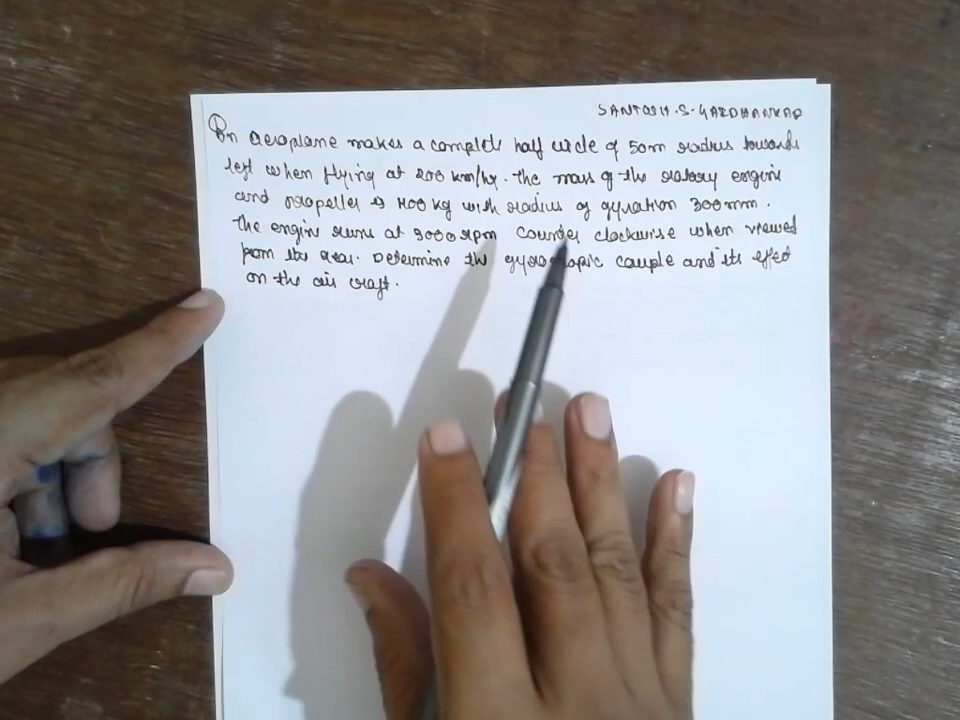 SANTOSH.S.GARDHANKAR
① An aeroplane makes a complete half circle of 50m radius towards
left when flying at 200 km/hr. The mass of the rotary engine
and propeller is 400 kg with radius of gyration 300mm.
The engine runs at 3000 rpm counter clockwise when viewed
from the rear. Determine the gyroscopic couple and its effect
on the air craft.